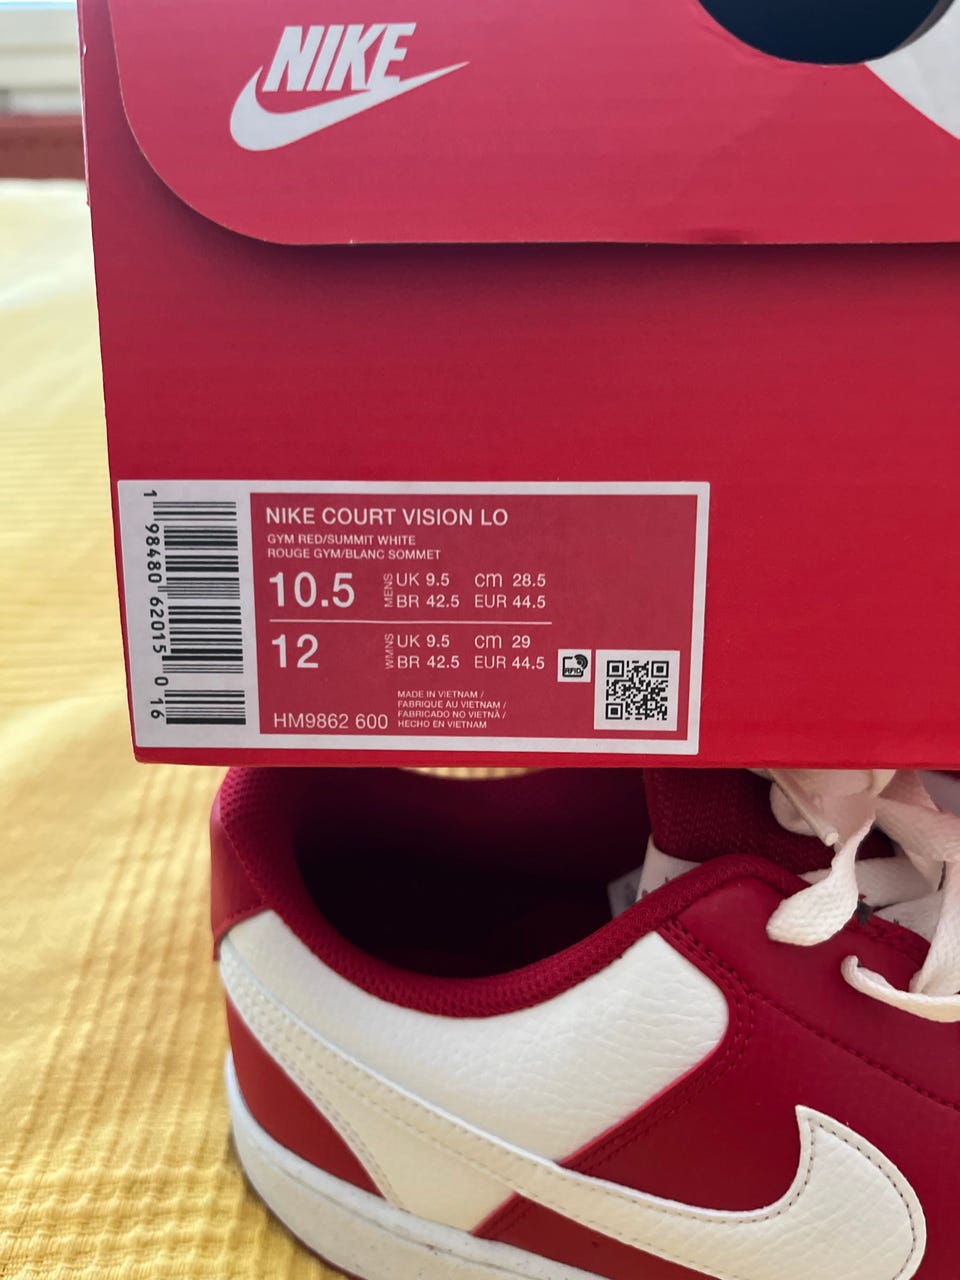 NIKE
1 98480 62015 0 16
NIKE COURT VISION LO
GYM RED/SUMMIT WHITE
ROUGE GYM/BLANC SOMMET
10.5 MENS UK 9.5 cm 28.5
BR 42.5 EUR 44.5
12 WMNS UK 9.5 cm 29
BR 42.5 EUR 44.5
RFID
MADE IN VIETNAM /
FABRIQUE AU VIETNAM /
FABRICADO NO VIETNÃ /
HECHO EN VIETNAM
HM9862 600